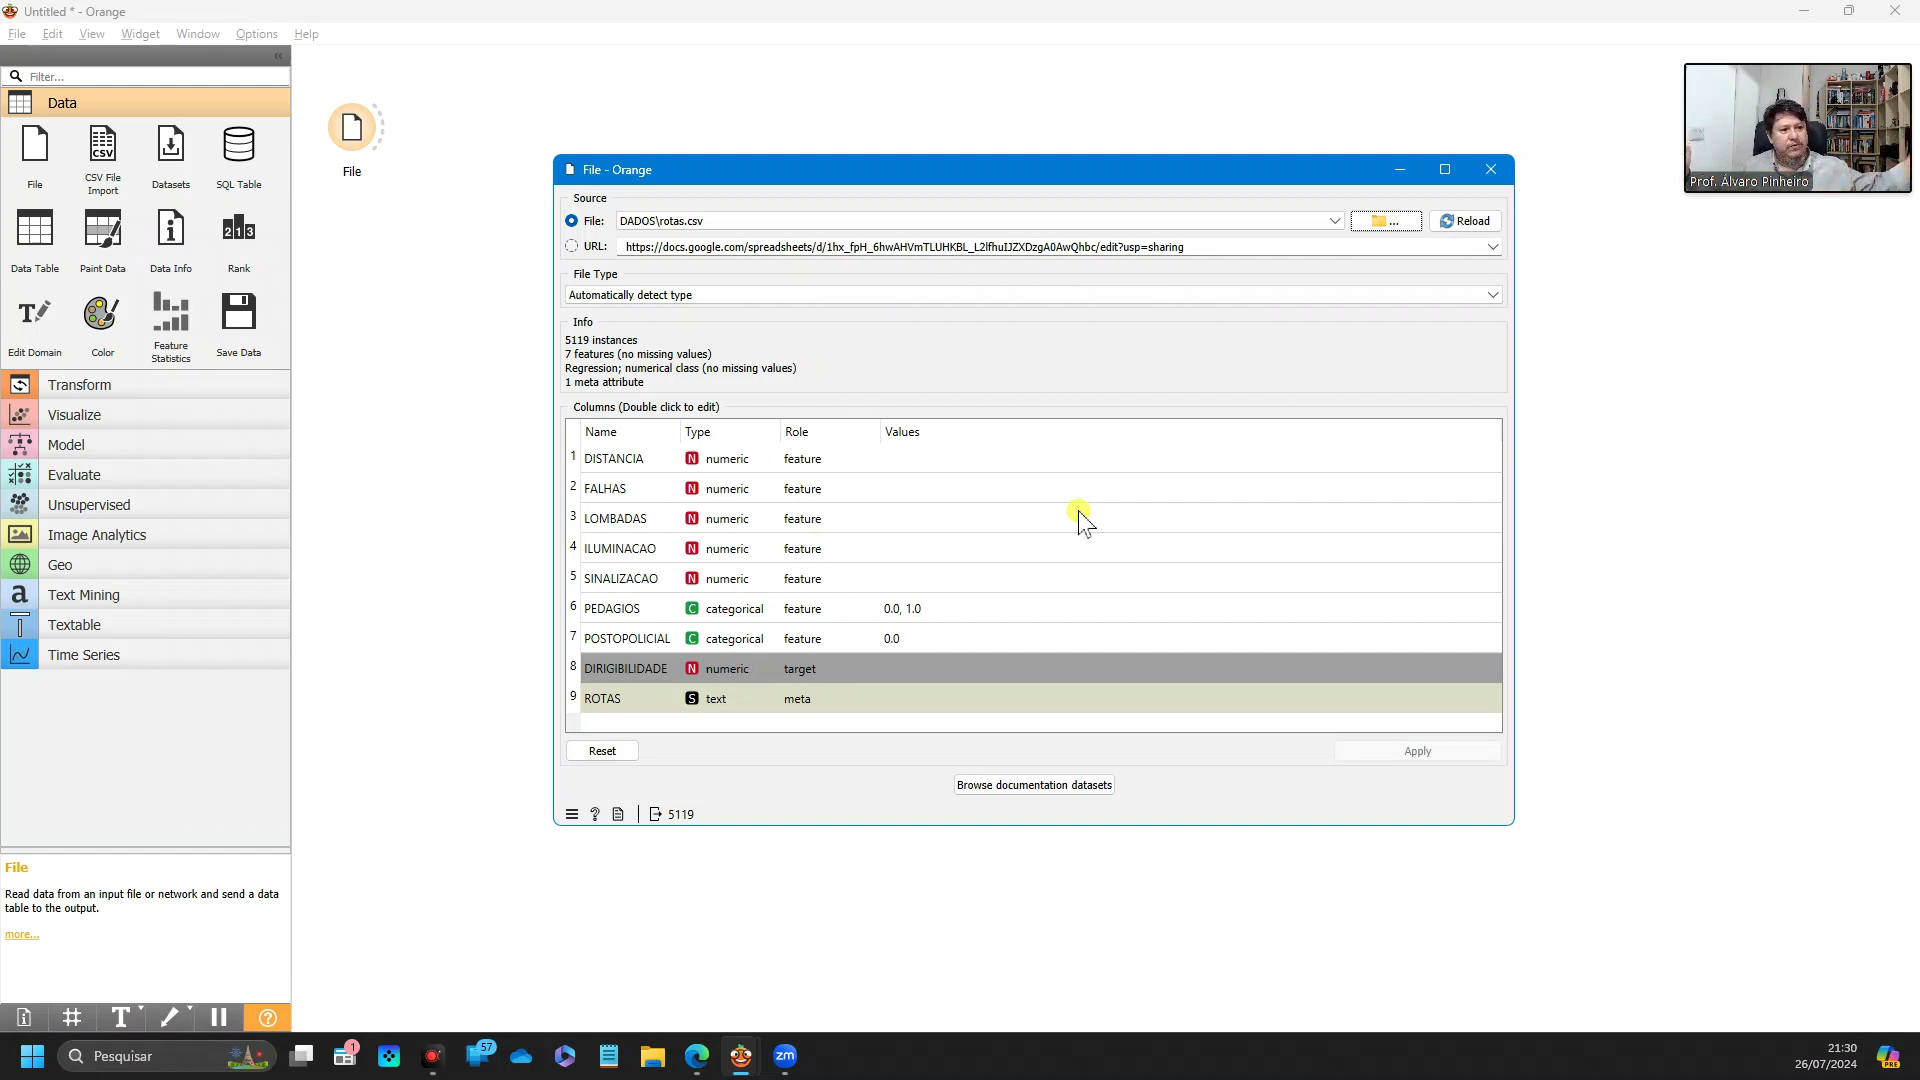 Untitled * - Orange
File Edit View Widget Window Options Help
Filter...
Data
File
CSV File Import
Datasets
SQL Table
Data Table
Paint Data
Data Info
Rank
Edit Domain
Color
Feature Statistics
Save Data
Transform
Visualize
Model
Evaluate
Unsupervised
Image Analytics
Geo
Text Mining
Textable
Time Series
File
Read data from an input file or network and send a data
table to the output.
more...
File
File - Orange
Source
File: DADOS\rotas.csv ... Reload
URL: https://docs.google.com/spreadsheets/d/1hx_fpH_6hwAHVmTLUHKBL_L2lfhuIJZXDzgA0AwQhbc/edit?usp=sharing
File Type
Automatically detect type
Info
5119 instances
7 features (no missing values)
Regression; numerical class (no missing values)
1 meta attribute
Columns (Double click to edit)
Name Type Role Values
1 DISTANCIA N numeric feature
2 FALHAS N numeric feature
3 LOMBADAS N numeric feature
4 ILUMINACAO N numeric feature
5 SINALIZACAO N numeric feature
6 PEDAGIOS C categorical feature 0.0, 1.0
7 POSTOPOLICIAL C categorical feature 0.0
8 DIRIGIBILIDADE N numeric target
9 ROTAS S text meta
Reset Apply
Browse documentation datasets
5119
Prof. Álvaro Pinheiro
Pesquisar
1
57
zm
21:30
26/07/2024
PRE